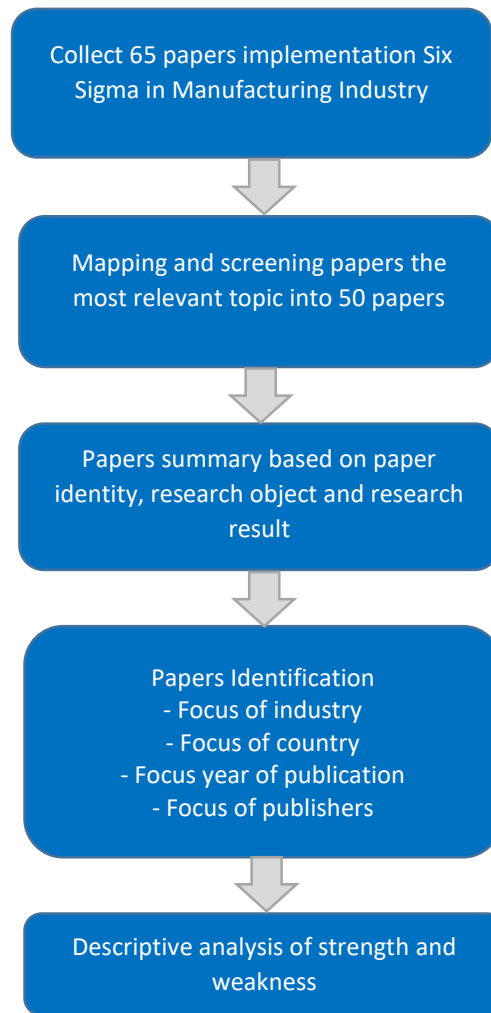 Collect 65 papers implementation Six
Sigma in Manufacturing Industry
Mapping and screening papers the
most relevant topic into 50 papers
Papers summary based on paper
identity, research object and research
result
Papers Identification
- Focus of industry
- Focus of country
- Focus year of publication
- Focus of publishers
Descriptive analysis of strength and
weakness